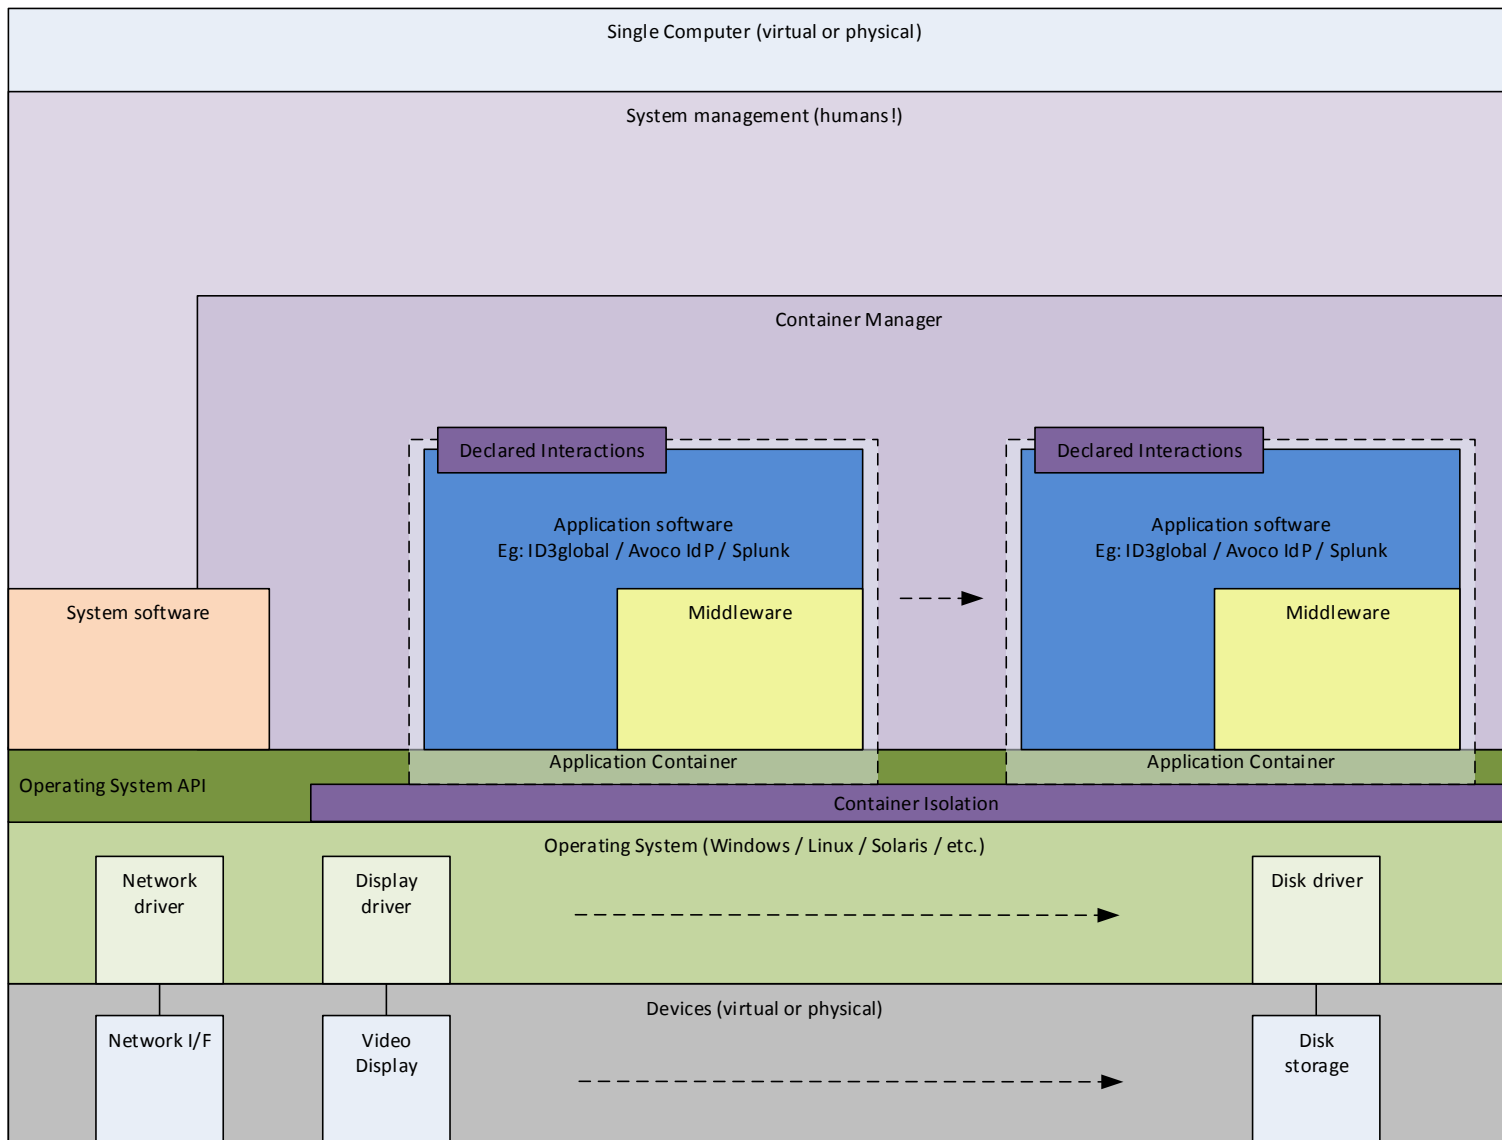 Single Computer (virtual or physical)
System management (humans!)
Container Manager
Declared Interactions
Declared Interactions
Application software
Eg: ID3global / Avoco IdP / Splunk
Application software
Eg: ID3global / Avoco IdP / Splunk
System software
Middleware
Middleware
Application Container
Application Container
Operating System API
Container Isolation
Operating System (Windows / Linux / Solaris / etc.)
Network
driver
Display
driver
Disk driver
Devices (virtual or physical)
Network I/F
Video
Display
Disk
storage